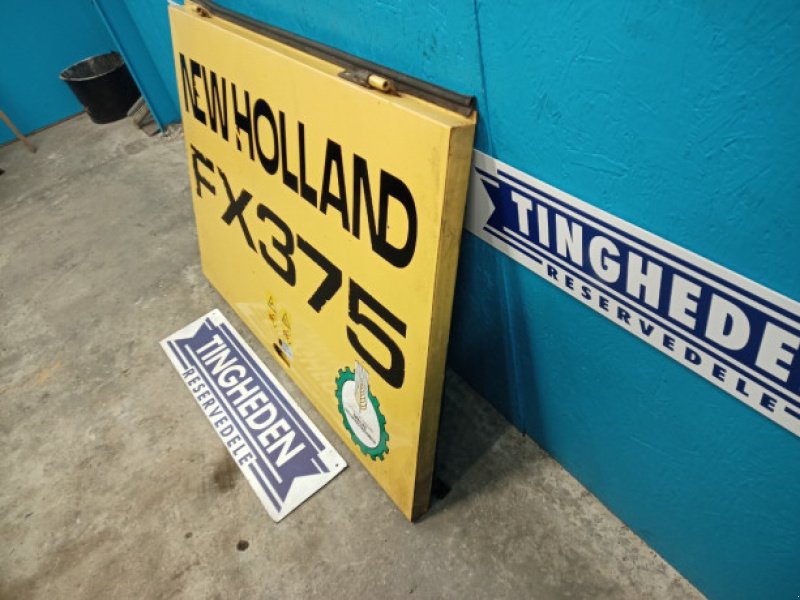 NEW HOLLAND
FX375
TINGHEDEN
RESERVEDELE
TINGHEDEN
RESERVEDELE